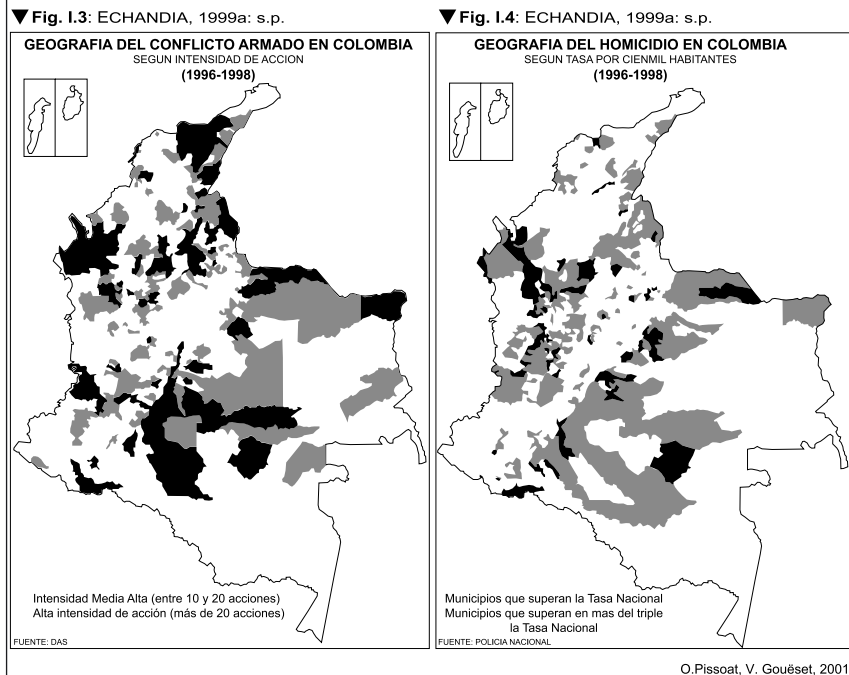 ▼Fig. I.3: ECHANDIA, 1999a: s.p.
GEOGRAFIA DEL CONFLICTO ARMADO EN COLOMBIA
SEGUN INTENSIDAD DE ACCION
(1996-1998)
Intensidad Media Alta (entre 10 y 20 acciones)
Alta intensidad de acción (más de 20 acciones)
FUENTE: DAS
▼Fig. I.4: ECHANDIA, 1999a: s.p.
GEOGRAFIA DEL HOMICIDIO EN COLOMBIA
SEGUN TASA POR CIENMIL HABITANTES
(1996-1998)
Municipios que superan la Tasa Nacional
Municipios que superan en mas del triple
la Tasa Nacional
FUENTE: POLICIA NACIONAL
O.Pissoat, V. Gouëset, 2001